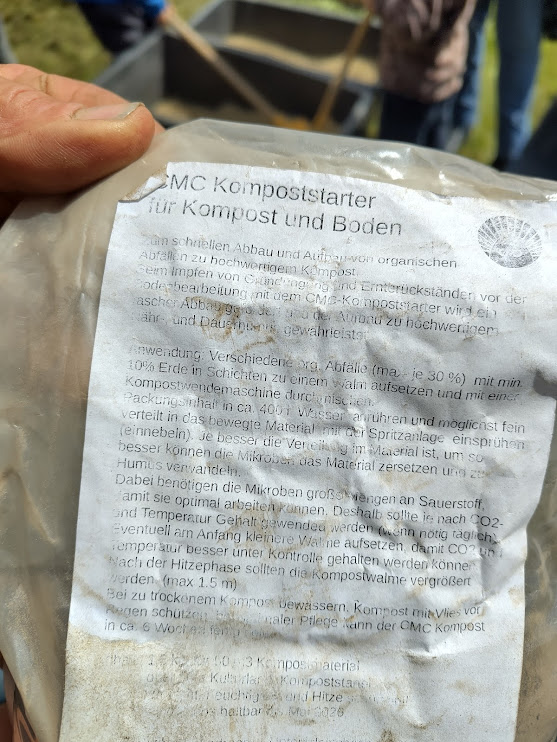 CMC Kompoststarter
für Kompost und Boden
zum schnellen Abbau und Aufbau von organischen
Abfällen zu hochwertigem Kompost.
Beim Impfen von Gründüngung und Ernterückständen vor der
Bodenbearbeitung mit dem CMC-Kompoststarter wird ein
rascher Abbau und der zu hochwertigem
Nähr- und Dauerhumus gewährleistet.
Anwendung: Verschiedene org. Abfälle (max. je 30 %) mit min.
10% Erde in Schichten zu einem Walm aufsetzen und mit einer
Kompostwendemaschine durchmischen.
Packungsinhalt in ca. 400 l Wasser anrühren und möglichst fein
verteilt in das bewegte Material mit der Spritzanlage einsprühen
(einnebeln). Je besser die Verteilung im Material ist, um so
besser können die Mikroben das Material zersetzen und zu
Humus verwandeln.
Dabei benötigen die Mikroben große Mengen an Sauerstoff,
damit sie optimal arbeiten können. Deshalb sollte je nach CO2-
und Temperatur Gehalt gewendet werden (wenn nötig täglich).
Eventuell am Anfang kleinere Walme aufsetzen, damit CO2 und
Temperatur besser unter Kontrolle gehalten werden können
Nach der Hitzephase sollten die Kompostwalme vergrößert
werden. (max 1.5 m)
Bei zu trockenem Kompost bewässern, Kompost mit Vlies vor
Regen schützen. Pflege kann der CMC Kompost
in ca. 6 Wochen
Kompostmaterial
Kompoststarter
und Hitze
haltbar Mai